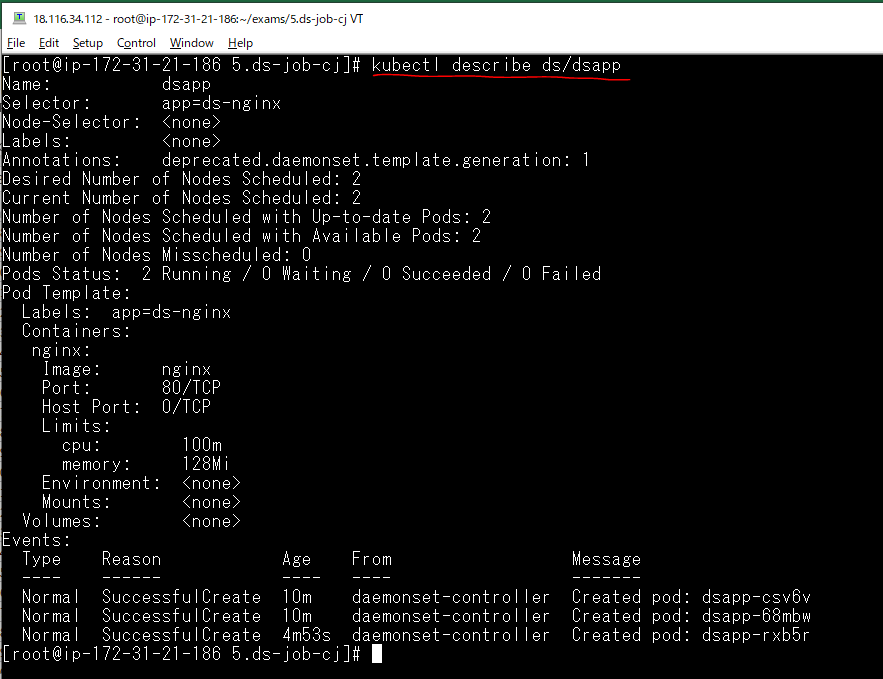 18.116.34.112 - root@ip-172-31-21-186:~/exams/5.ds-job-cj VT
File Edit Setup Control Window Help
[root@ip-172-31-21-186 5.ds-job-cj]# kubectl describe ds/dsapp
Name:           dsapp
Selector:       app=ds-nginx
Node-Selector:  <none>
Labels:         <none>
Annotations:    deprecated.daemonset.template.generation: 1
Desired Number of Nodes Scheduled: 2
Current Number of Nodes Scheduled: 2
Number of Nodes Scheduled with Up-to-date Pods: 2
Number of Nodes Scheduled with Available Pods: 2
Number of Nodes Misscheduled: 0
Pods Status:  2 Running / 0 Waiting / 0 Succeeded / 0 Failed
Pod Template:
  Labels:  app=ds-nginx
  Containers:
   nginx:
    Image:      nginx
    Port:       80/TCP
    Host Port:  0/TCP
    Limits:
      cpu:        100m
      memory:     128Mi
    Environment:  <none>
    Mounts:       <none>
  Volumes:        <none>
Events:
  Type    Reason            Age    From                  Message
  ----    ------            ----   ----                  -------
  Normal  SuccessfulCreate  10m    daemonset-controller  Created pod: dsapp-csv6v
  Normal  SuccessfulCreate  10m    daemonset-controller  Created pod: dsapp-68mbw
  Normal  SuccessfulCreate  4m53s  daemonset-controller  Created pod: dsapp-rxb5r
[root@ip-172-31-21-186 5.ds-job-cj]#